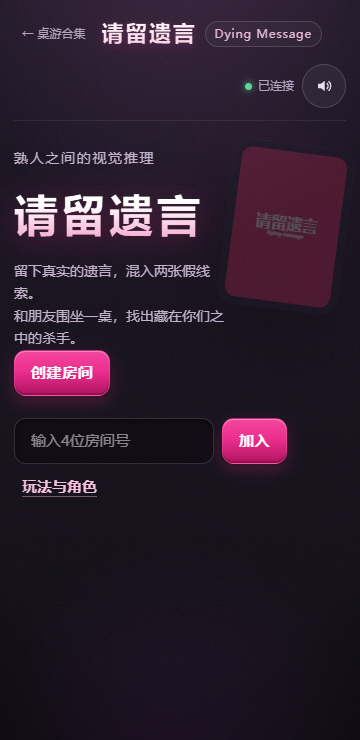 ← 桌游合集 请留遗言 Dying Message
已连接
熟人之间的视觉推理
请留遗言
请留遗言
Dying message
留下真实的遗言，混入两张假线
索。
和朋友围坐一桌，找出藏在你们之
中的杀手。
创建房间
输入4位房间号 加入
玩法与角色